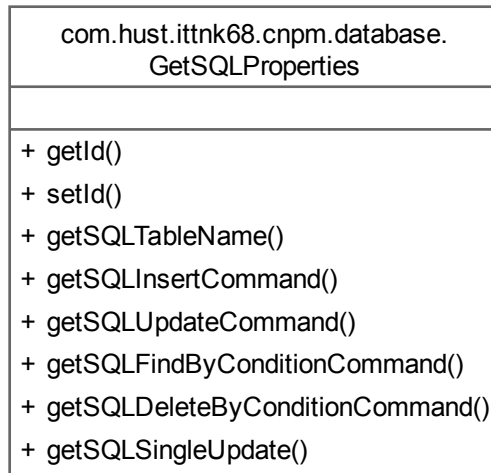 com.hust.ittnk68.cnpm.database.
GetSQLProperties
+ getId()
+ setId()
+ getSQLTableName()
+ getSQLInsertCommand()
+ getSQLUpdateCommand()
+ getSQLFindByConditionCommand()
+ getSQLDeleteByConditionCommand()
+ getSQLSingleUpdate()